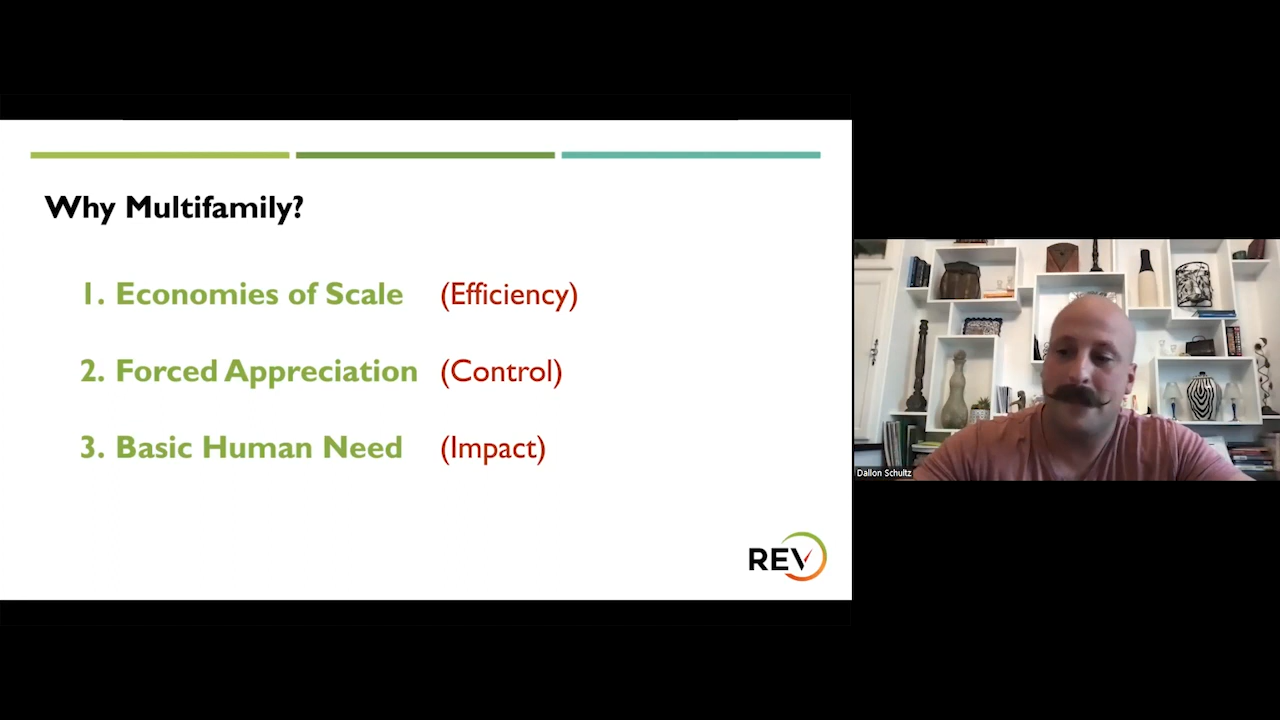 Why Multifamily?
1. Economies of Scale (Efficiency)
2. Forced Appreciation (Control)
3. Basic Human Need (Impact)
REV
Dallon Schultz